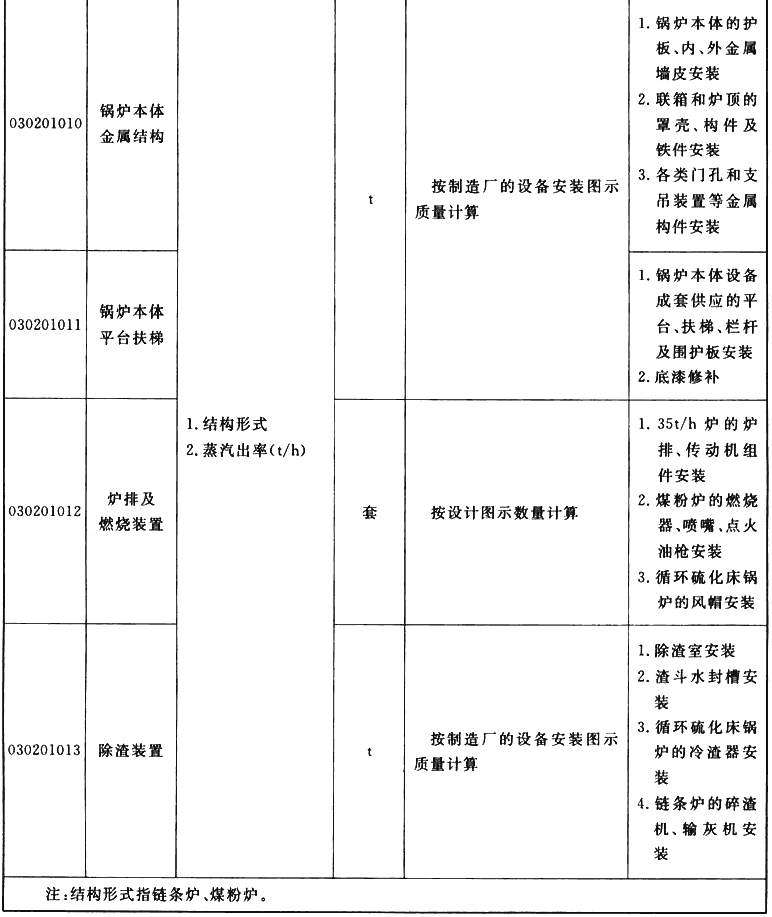 030201010
锅炉本体
金属结构
1.结构形式
2.蒸汽出率(t/h)
t
按制造厂的设备安装图示
质量计算
1.锅炉本体的护
板、内、外金属
墙皮安装
2.联箱和炉顶的
罩壳、构件及
铁件安装
3.各类门孔和支
吊装置等金属
构件安装
030201011
锅炉本体
平台扶梯
1.锅炉本体设备
成套供应的平
台、扶梯、栏杆
及围护板安装
2.底漆修补
030201012
炉排及
燃烧装置
套
按设计图示数量计算
1.35t/h炉的炉
排、传动机组
件安装
2.煤粉炉的燃烧
器、喷嘴、点火
油枪安装
3.循环硫化床锅
炉的风帽安装
030201013
除渣装置
t
按制造厂的设备安装图示
质量计算
1.除渣室安装
2.渣斗水封槽安
装
3.循环硫化床锅
炉的冷渣器安
装
4.链条炉的碎渣
机、输灰机安
装
注:结构形式指链条炉、煤粉炉。